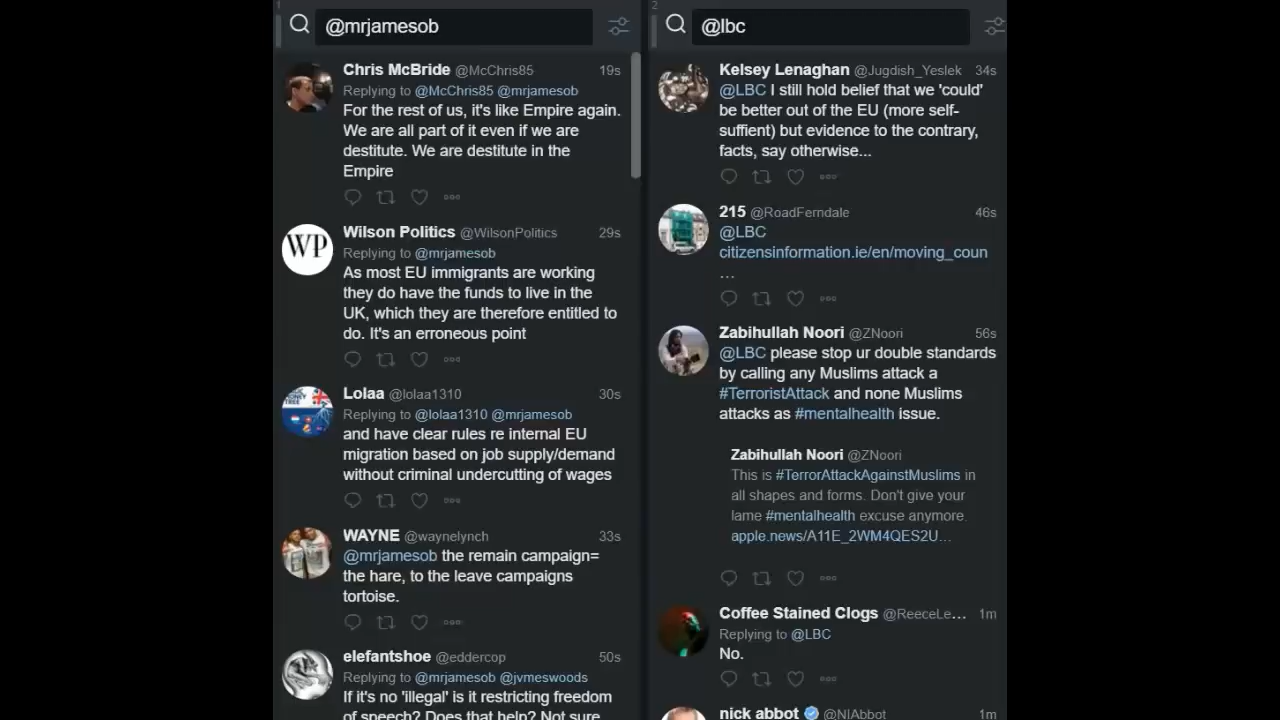 1
@mrjamesob
Chris McBride @McChris85 19s
Replying to @McChris85 @mrjamesob
For the rest of us, it's like Empire again.
We are all part of it even if we are
destitute. We are destitute in the
Empire
WP
Wilson Politics @WilsonPolitics 29s
Replying to @mrjamesob
As most EU immigrants are working
they do have the funds to live in the
UK, which they are therefore entitled to
do. It's an erroneous point
Lolaa @lolaa1310 30s
Replying to @lolaa1310 @mrjamesob
and have clear rules re internal EU
migration based on job supply/demand
without criminal undercutting of wages
WAYNE @waynelynch 33s
@mrjamesob the remain campaign=
the hare, to the leave campaigns
tortoise.
elefantshoe @eddercop 50s
Replying to @mrjamesob @jvmeswoods
If it's no 'illegal' is it restricting freedom
of speech? Does that help? Not sure
2
@lbc
Kelsey Lenaghan @Jugdish_Yeslek 34s
@LBC I still hold belief that we 'could'
be better out of the EU (more self-
suffient) but evidence to the contrary,
facts, say otherwise...
215 @RoadFerndale 46s
@LBC
citizensinformation.ie/en/moving_coun
…
Zabihullah Noori @ZNoori 56s
@LBC please stop ur double standards
by calling any Muslims attack a
#TerroristAttack and none Muslims
attacks as #mentalhealth issue.
Zabihullah Noori @ZNoori
This is #TerrorAttackAgainstMuslims in
all shapes and forms. Don't give your
lame #mentalhealth excuse anymore.
apple.news/A11E_2WM4QES2U…
Coffee Stained Clogs @ReeceLe… 1m
Replying to @LBC
No.
nick abbot @NIAbbot 1m